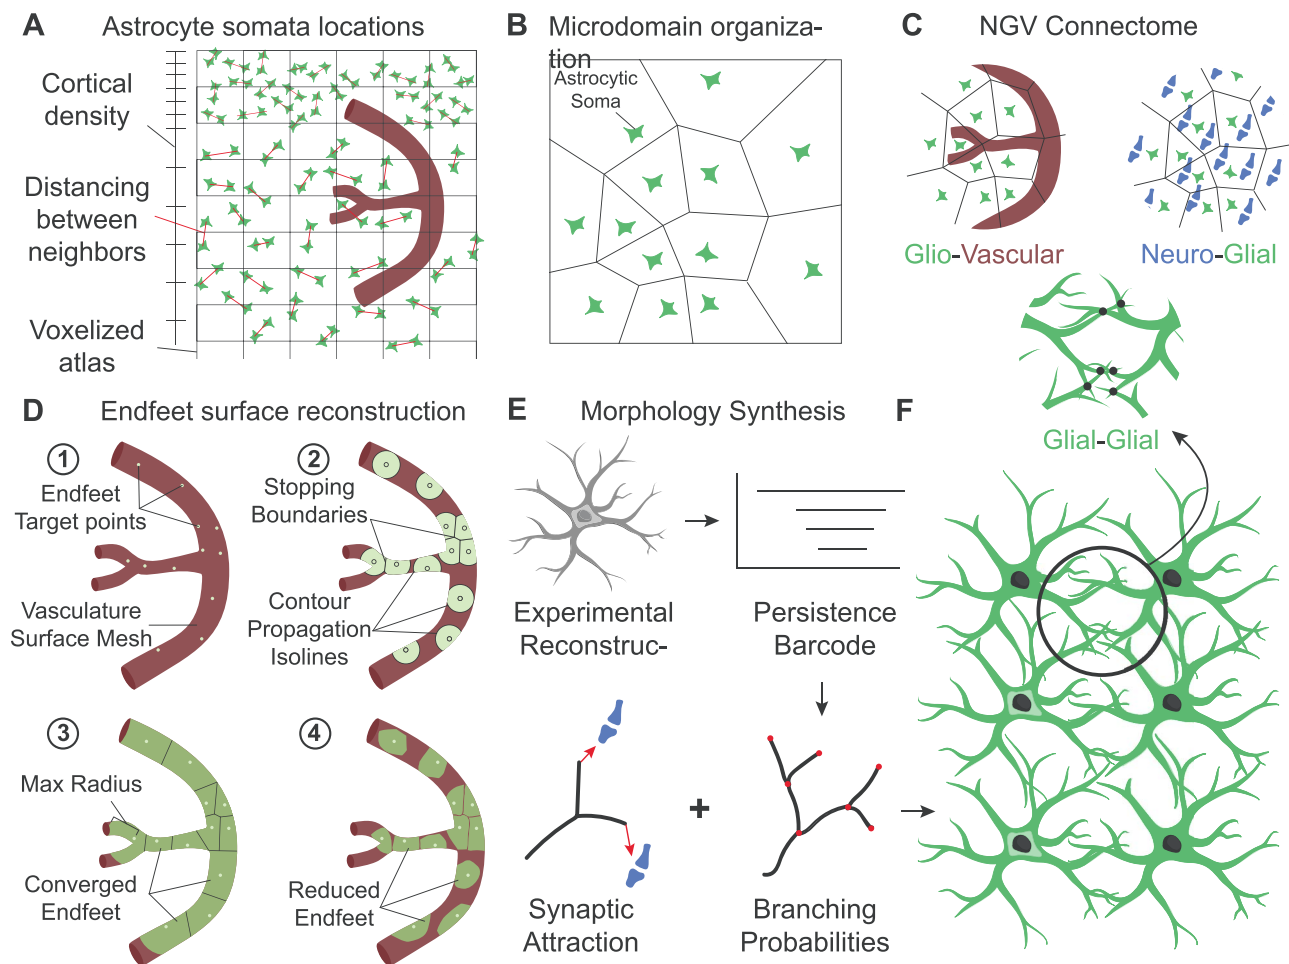 A
Astrocyte somata locations
Cortical
density
Distancing
between
neighbors
Voxelized
atlas
B
Microdomain organiza-
tion
Astrocytic
Soma
C
NGV Connectome
Glio-Vascular
Neuro-Glial
Glial-Glial
D
Endfeet surface reconstruction
1
Endfeet
Target points
Vasculature
Surface Mesh
2
Stopping
Boundaries
Contour
Propagation
Isolines
3
Max Radius
Converged
Endfeet
4
Reduced
Endfeet
E
Morphology Synthesis
Experimental
Reconstruc-
Persistence
Barcode
Synaptic
Attraction
+
Branching
Probabilities
F